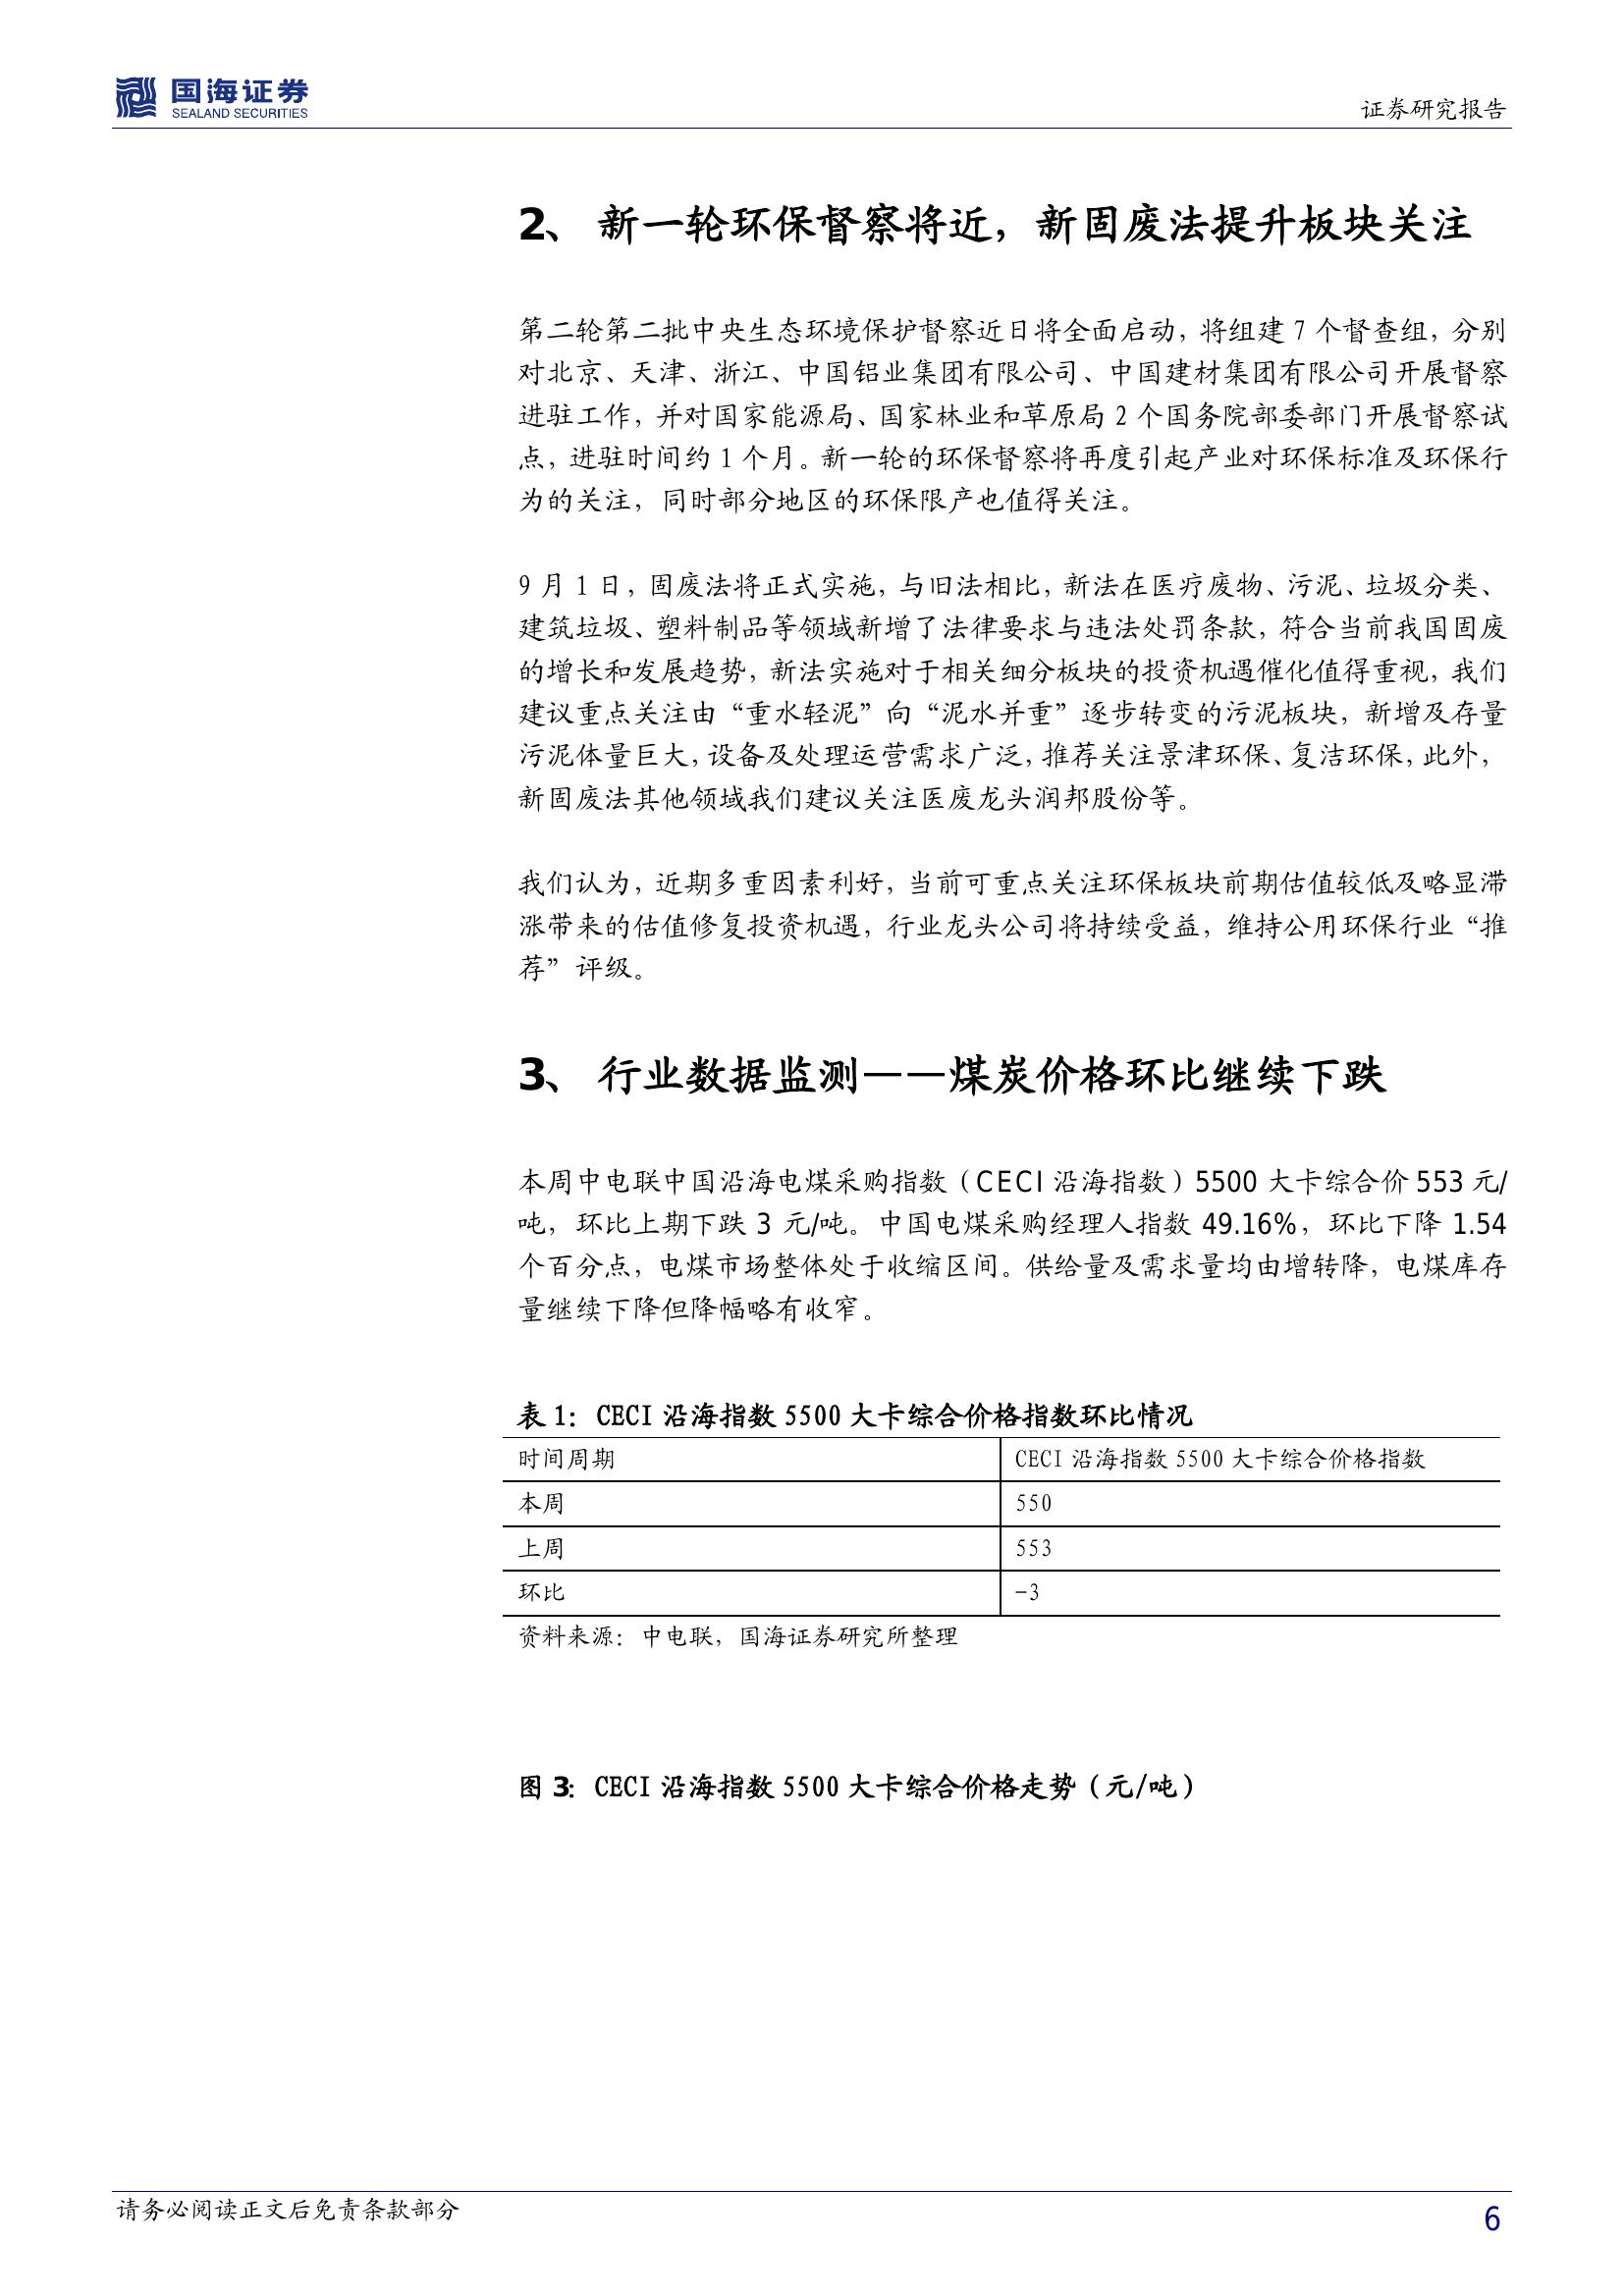 国海证券
SEALAND SECURITIES
证券研究报告
2、 新一轮环保督察将近，新固废法提升板块关注
第二轮第二批中央生态环境保护督察近日将全面启动，将组建 7 个督查组，分别
对北京、天津、浙江、中国铝业集团有限公司、中国建材集团有限公司开展督察
进驻工作，并对国家能源局、国家林业和草原局 2 个国务院部委部门开展督察试
点，进驻时间约 1 个月。新一轮的环保督察将再度引起产业对环保标准及环保行
为的关注，同时部分地区的环保限产也值得关注。
9 月 1 日，固废法将正式实施，与旧法相比，新法在医疗废物、污泥、垃圾分类、
建筑垃圾、塑料制品等领域新增了法律要求与违法处罚条款，符合当前我国固废
的增长和发展趋势，新法实施对于相关细分板块的投资机遇催化值得重视，我们
建议重点关注由“重水轻泥”向“泥水并重”逐步转变的污泥板块，新增及存量
污泥体量巨大，设备及处理运营需求广泛，推荐关注景津环保、复洁环保，此外，
新固废法其他领域我们建议关注医废龙头润邦股份等。
我们认为，近期多重因素利好，当前可重点关注环保板块前期估值较低及略显滞
涨带来的估值修复投资机遇，行业龙头公司将持续受益，维持公用环保行业“推
荐”评级。
3、 行业数据监测——煤炭价格环比继续下跌
本周中电联中国沿海电煤采购指数（CECI 沿海指数）5500 大卡综合价 553 元/
吨，环比上期下跌 3 元/吨。中国电煤采购经理人指数 49.16%，环比下降 1.54
个百分点，电煤市场整体处于收缩区间。供给量及需求量均由增转降，电煤库存
量继续下降但降幅略有收窄。
表 1：CECI 沿海指数 5500 大卡综合价格指数环比情况
时间周期 CECI 沿海指数 5500 大卡综合价格指数
本周 550
上周 553
环比 -3
资料来源：中电联，国海证券研究所整理
图 3：CECI 沿海指数 5500 大卡综合价格走势（元/吨）
请务必阅读正文后免责条款部分
6